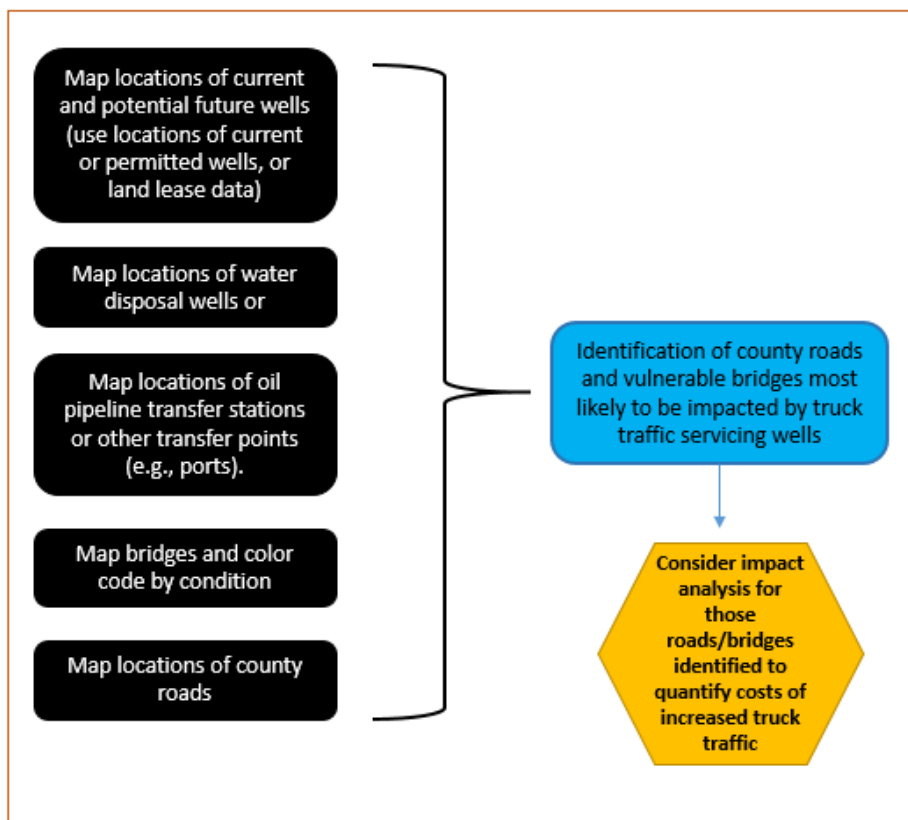 Map locations of current
and potential future wells
(use locations of current
or permitted wells, or
land lease data)
Map locations of water
disposal wells or
Map locations of oil
pipeline transfer stations
or other transfer points
(e.g., ports).
Map bridges and color
code by condition
Map locations of county
roads
Identification of county roads
and vulnerable bridges most
likely to be impacted by truck
traffic servicing wells
Consider impact
analysis for
those
roads/bridges
identified to
quantify costs of
increased truck
traffic